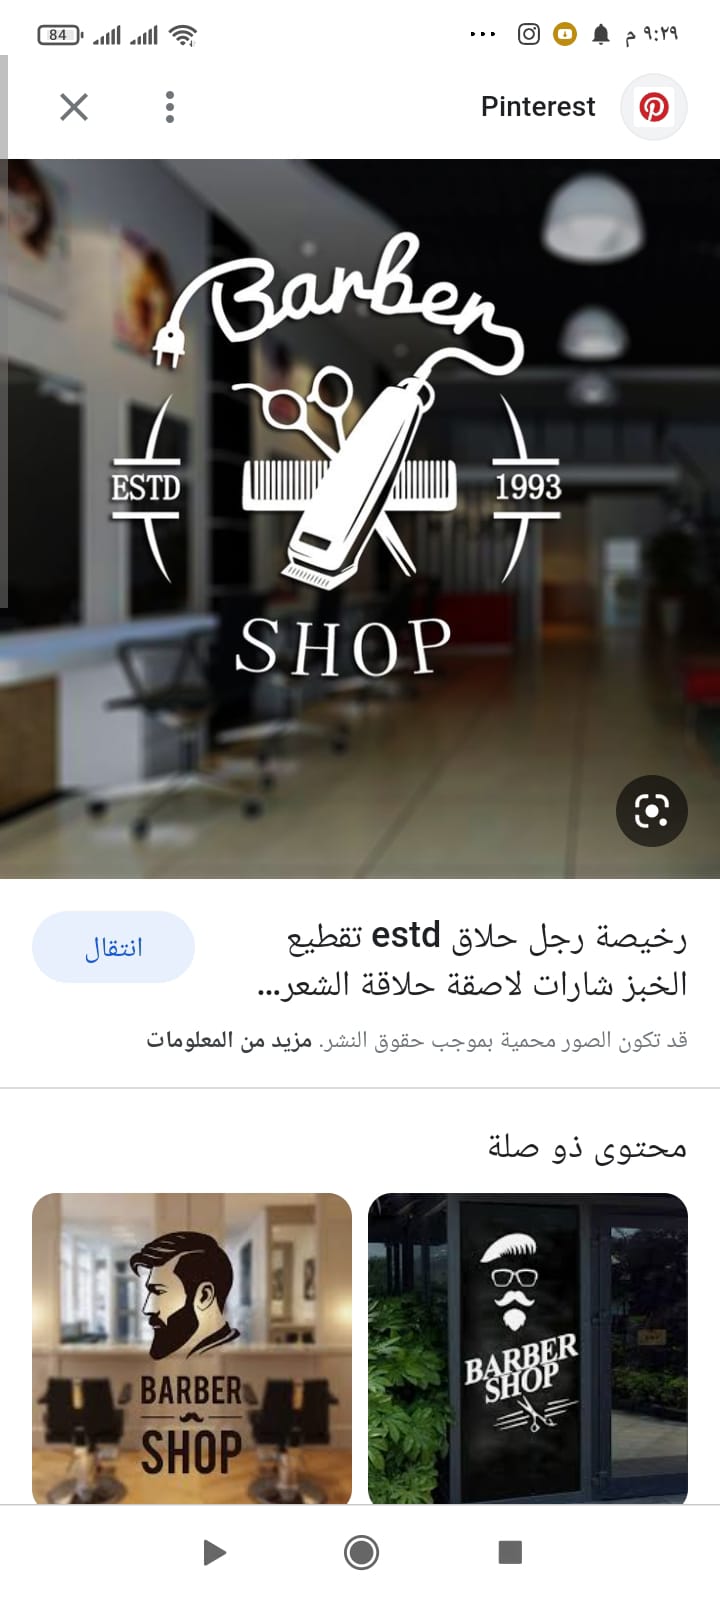 84
٩:٢٩ م
Pinterest
Barber
ESTD
1993
SHOP
رخيصة رجل حلاق estd تقطيع
الخبز شارات لاصقة حلاقة الشعر...
انتقال
قد تكون الصور محمية بموجب حقوق النشر. مزيد من المعلومات
محتوى ذو صلة
BARBER
SHOP
BARBER
SHOP